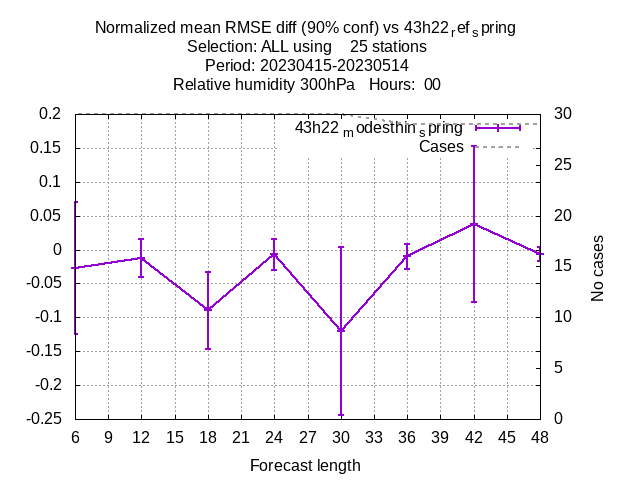 Normalized mean RMSE diff (90% conf) vs 43h22refspring
Selection: ALL using 25 stations
Period: 20230415-20230514
Relative humidity 300hPa Hours: 00
43h22modesthinspring
Cases
0.2
0.15
0.1
0.05
0
-0.05
-0.1
-0.15
-0.2
-0.25
30
25
20
15
10
5
0
No cases
6 9 12 15 18 21 24 27 30 33 36 39 42 45 48
Forecast length